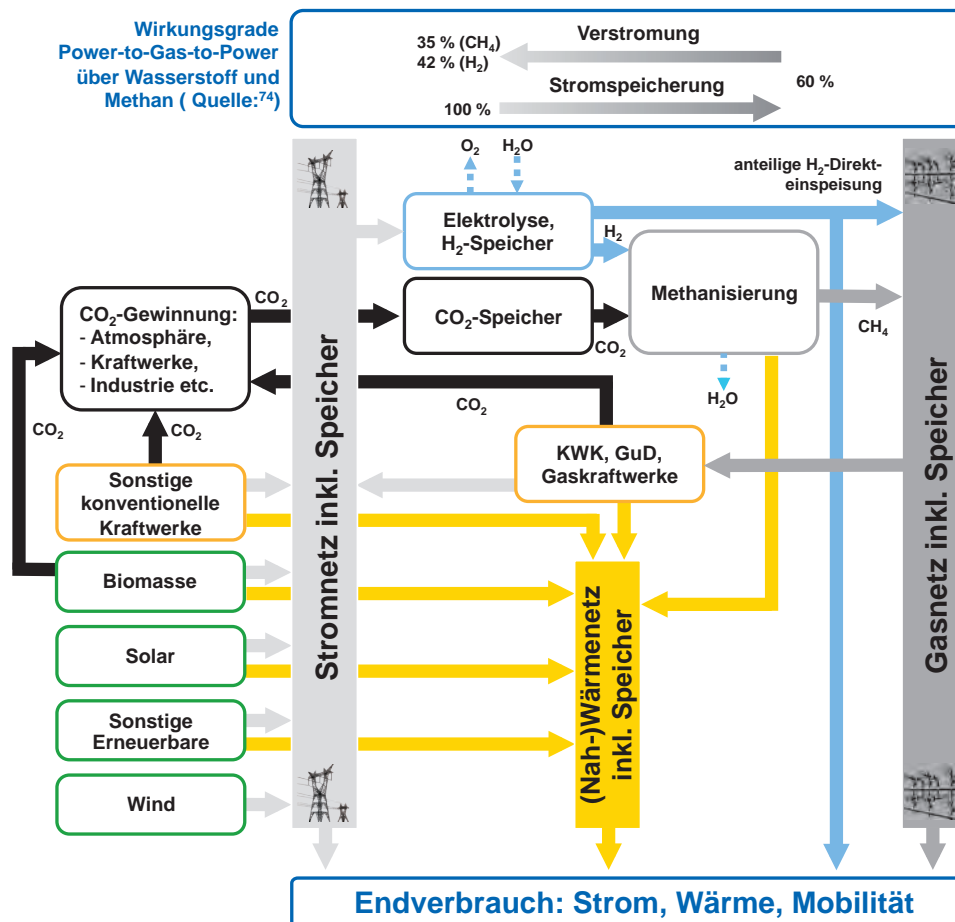 Wirkungsgrade
Power-to-Gas-to-Power
über Wasserstoff und
Methan ( Quelle:⁷⁴)
Verstromung
35 % (CH₄)
42 % (H₂)
60 %
Stromspeicherung
100 %
O₂
H₂O
anteilige H₂-Direkt-
einspeisung
Elektrolyse,
H₂-Speicher
H₂
Methanisierung
CH₄
CO₂-Gewinnung:
- Atmosphäre,
- Kraftwerke,
- Industrie etc.
CO₂
CO₂-Speicher
CO₂
H₂O
CO₂
CO₂
CO₂
KWK, GuD,
Gaskraftwerke
Sonstige
konventionelle
Kraftwerke
Biomasse
Solar
Sonstige
Erneuerbare
Wind
Stromnetz inkl. Speicher
(Nah-)Wärmenetz
inkl. Speicher
Gasnetz inkl. Speicher
Endverbrauch: Strom, Wärme, Mobilität